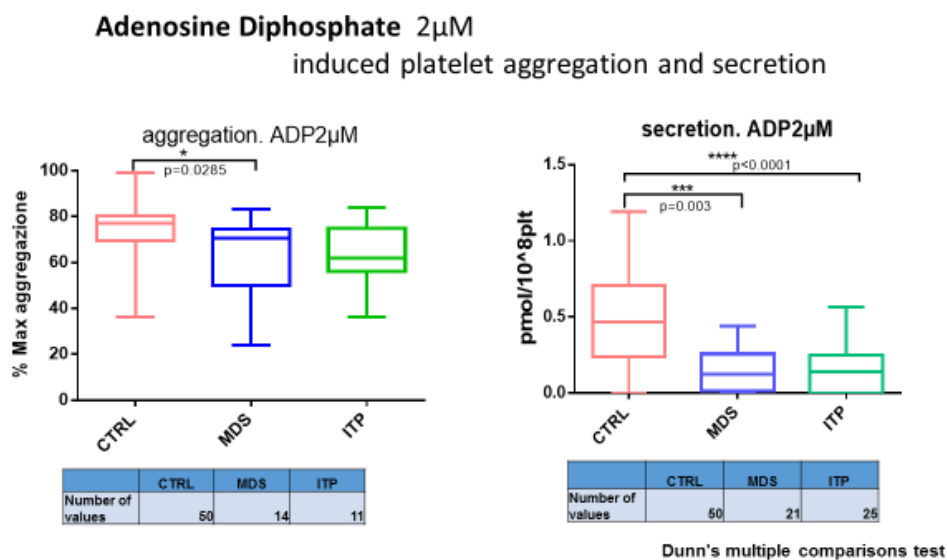 Adenosine Diphosphate 2µM
induced platelet aggregation and secretion
aggregation. ADP2µM
*
p=0.0285
100
80
60
40
20
0
% Max aggregazione
CTRL
MDS
ITP
CTRL MDS ITP
Number of
values 50 14 11
secretion. ADP2µM
****
p<0.0001
***
p=0.003
1.5
1.0
0.5
0.0
pmol/10^8plt
CTRL
MDS
ITP
CTRL MDS ITP
Number of
values 50 21 25
Dunn's multiple comparisons test